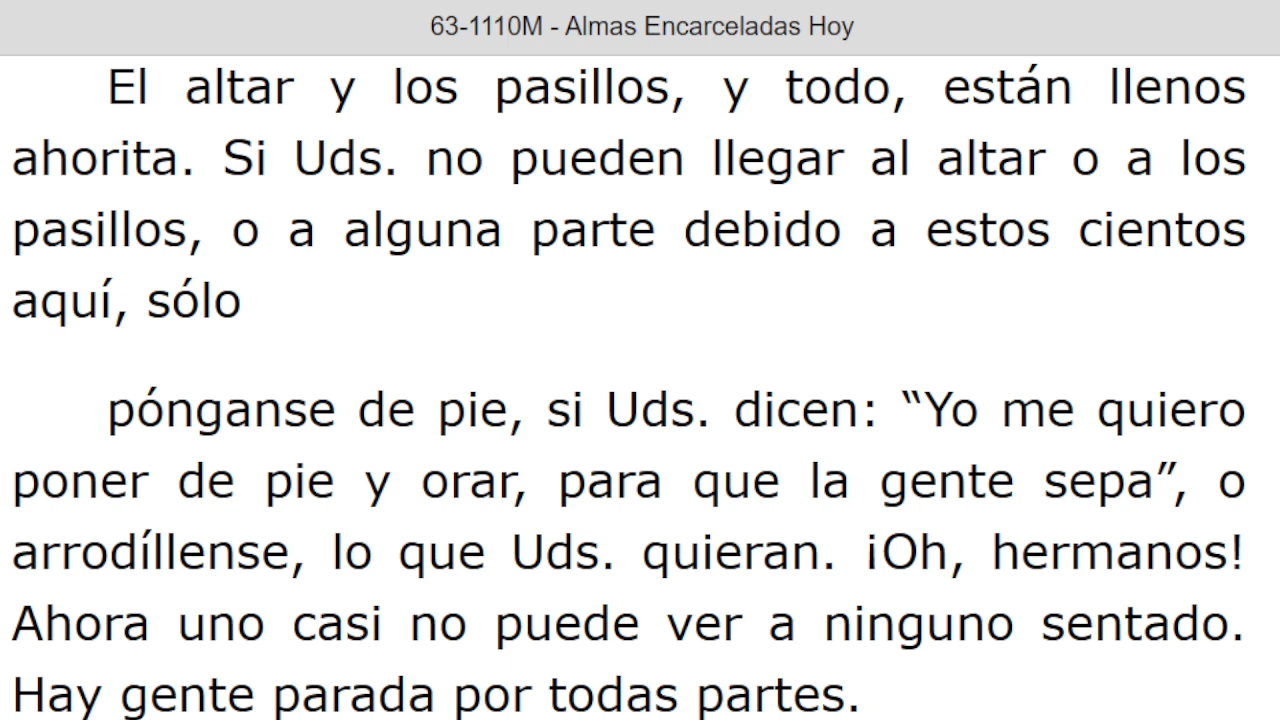 63-1110M - Almas Encarceladas Hoy
El altar y los pasillos, y todo, están llenos
ahorita. Si Uds. no pueden llegar al altar o a los
pasillos, o a alguna parte debido a estos cientos
aquí, sólo
pónganse de pie, si Uds. dicen: “Yo me quiero
poner de pie y orar, para que la gente sepa”, o
arrodíllense, lo que Uds. quieran. ¡Oh, hermanos!
Ahora uno casi no puede ver a ninguno sentado.
Hay gente parada por todas partes.